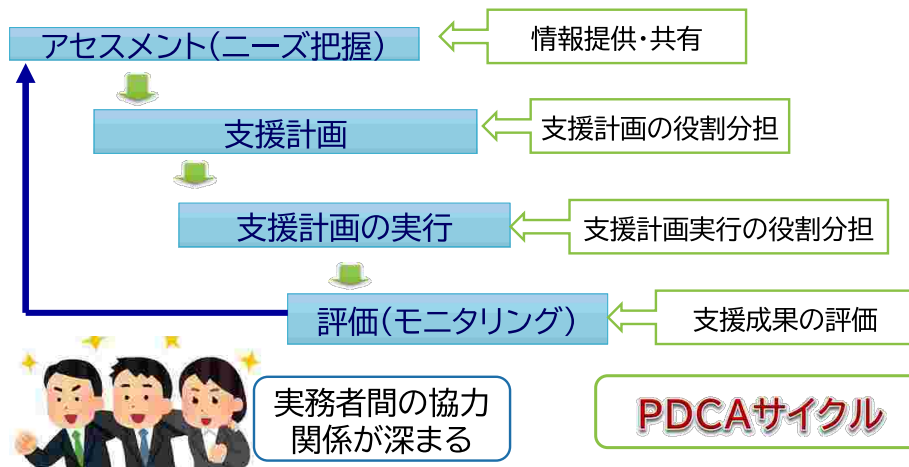 アセスメント(ニーズ把握)
情報提供・共有
支援計画
支援計画の役割分担
支援計画の実行
支援計画実行の役割分担
評価(モニタリング)
支援成果の評価
実務者間の協力
関係が深まる
PDCAサイクル